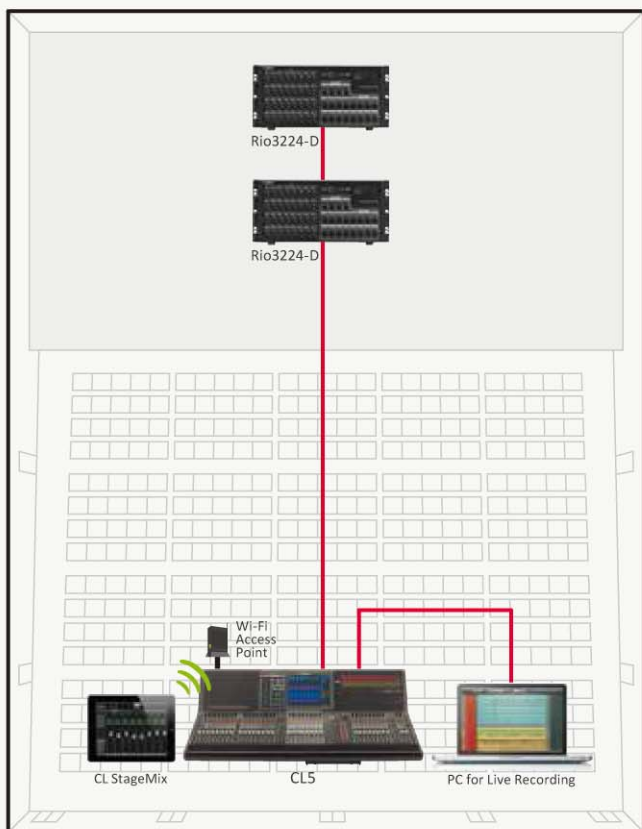 Rio3224-D
Rio3224-D
Wi-Fi
Access
Point
CL StageMix
CL5
PC for Live Recording